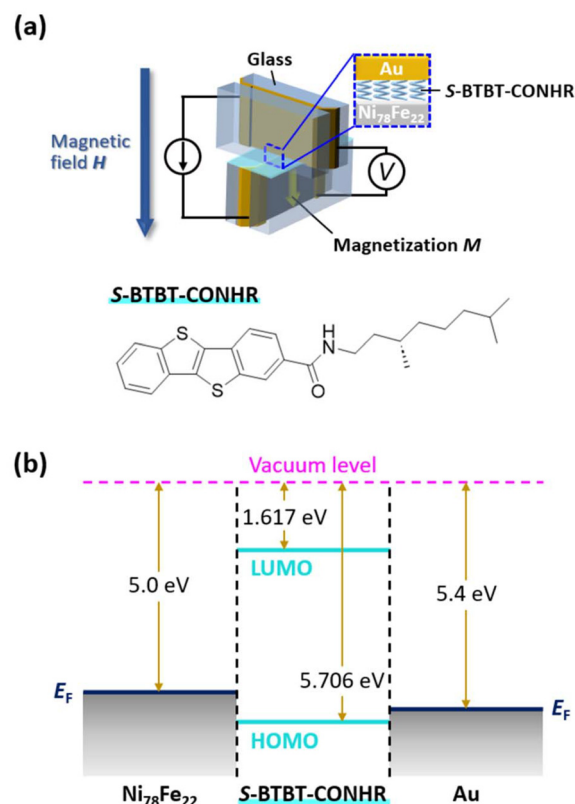 (a)
Glass
Au
S-BTBT-CONHR
Ni78Fe22
Magnetic
field H
V
Magnetization M
S-BTBT-CONHR
S
S
N
H
O
(b)
Vacuum level
1.617 eV
LUMO
5.0 eV
5.4 eV
5.706 eV
EF
EF
HOMO
Ni78Fe22
S-BTBT-CONHR
Au